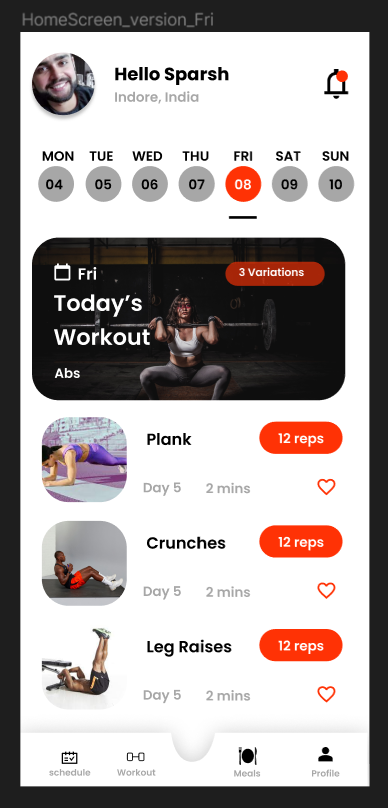 HomeScreen_version_Fri
Hello Sparsh
Indore, India
MON TUE WED THU FRI SAT SUN
04 05 06 07 08 09 10
Fri
3 Variations
Today’s
Workout
Abs
Plank
12 reps
Day 5 2 mins
Crunches
12 reps
Day 5 2 mins
Leg Raises
12 reps
Day 5 2 mins
schedule Workout Meals Profile